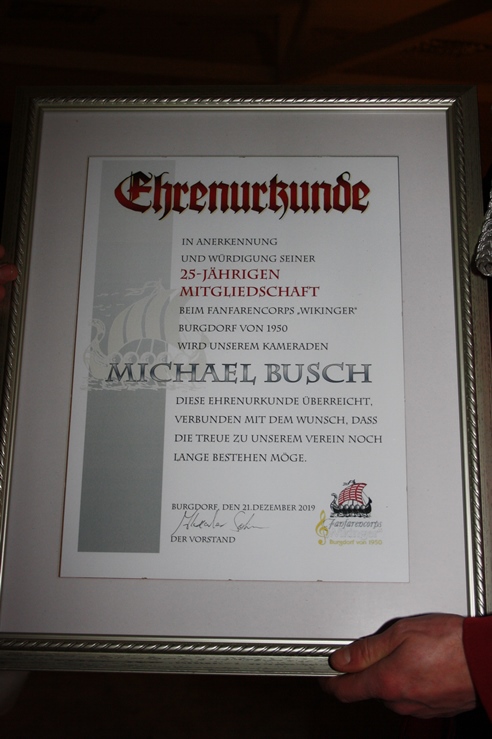 Ehrenurkunde
IN ANERKENNUNG
UND WÜRDIGUNG SEINER
25-JÄHRIGEN
MITGLIEDSCHAFT
BEIM FANFARENCORPS „WIKINGER"
BURGDORF VON 1950
WIRD UNSEREM KAMERADEN
MICHAEL BUSCH
DIESE EHRENURKUNDE ÜBERREICHT,
VERBUNDEN MIT DEM WUNSCH, DASS
DIE TREUE ZU UNSEREM VEREIN NOCH
LANGE BESTEHEN MÖGE.
BURGDORF, DEN 21.DEZEMBER 2019
DER VORSTAND
Fanfarencorps
Wikinger
Burgdorf von 1950